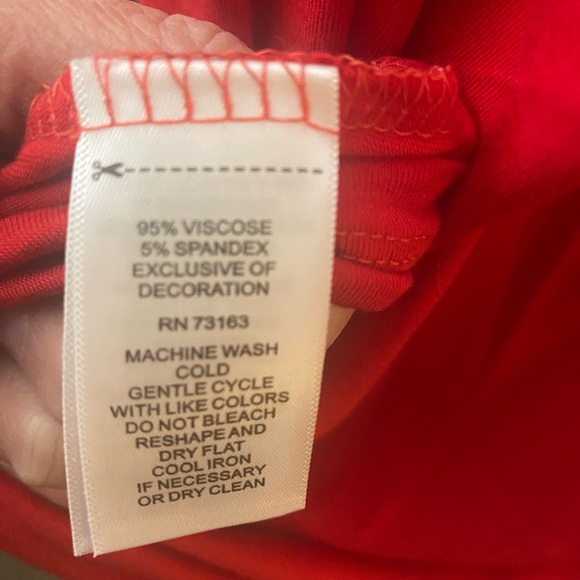 95% VISCOSE
5% SPANDEX
EXCLUSIVE OF
DECORATION
RN 73163
MACHINE WASH
COLD
GENTLE CYCLE
WITH LIKE COLORS
DO NOT BLEACH
RESHAPE AND
DRY FLAT
COOL IRON
IF NECESSARY
OR DRY CLEAN